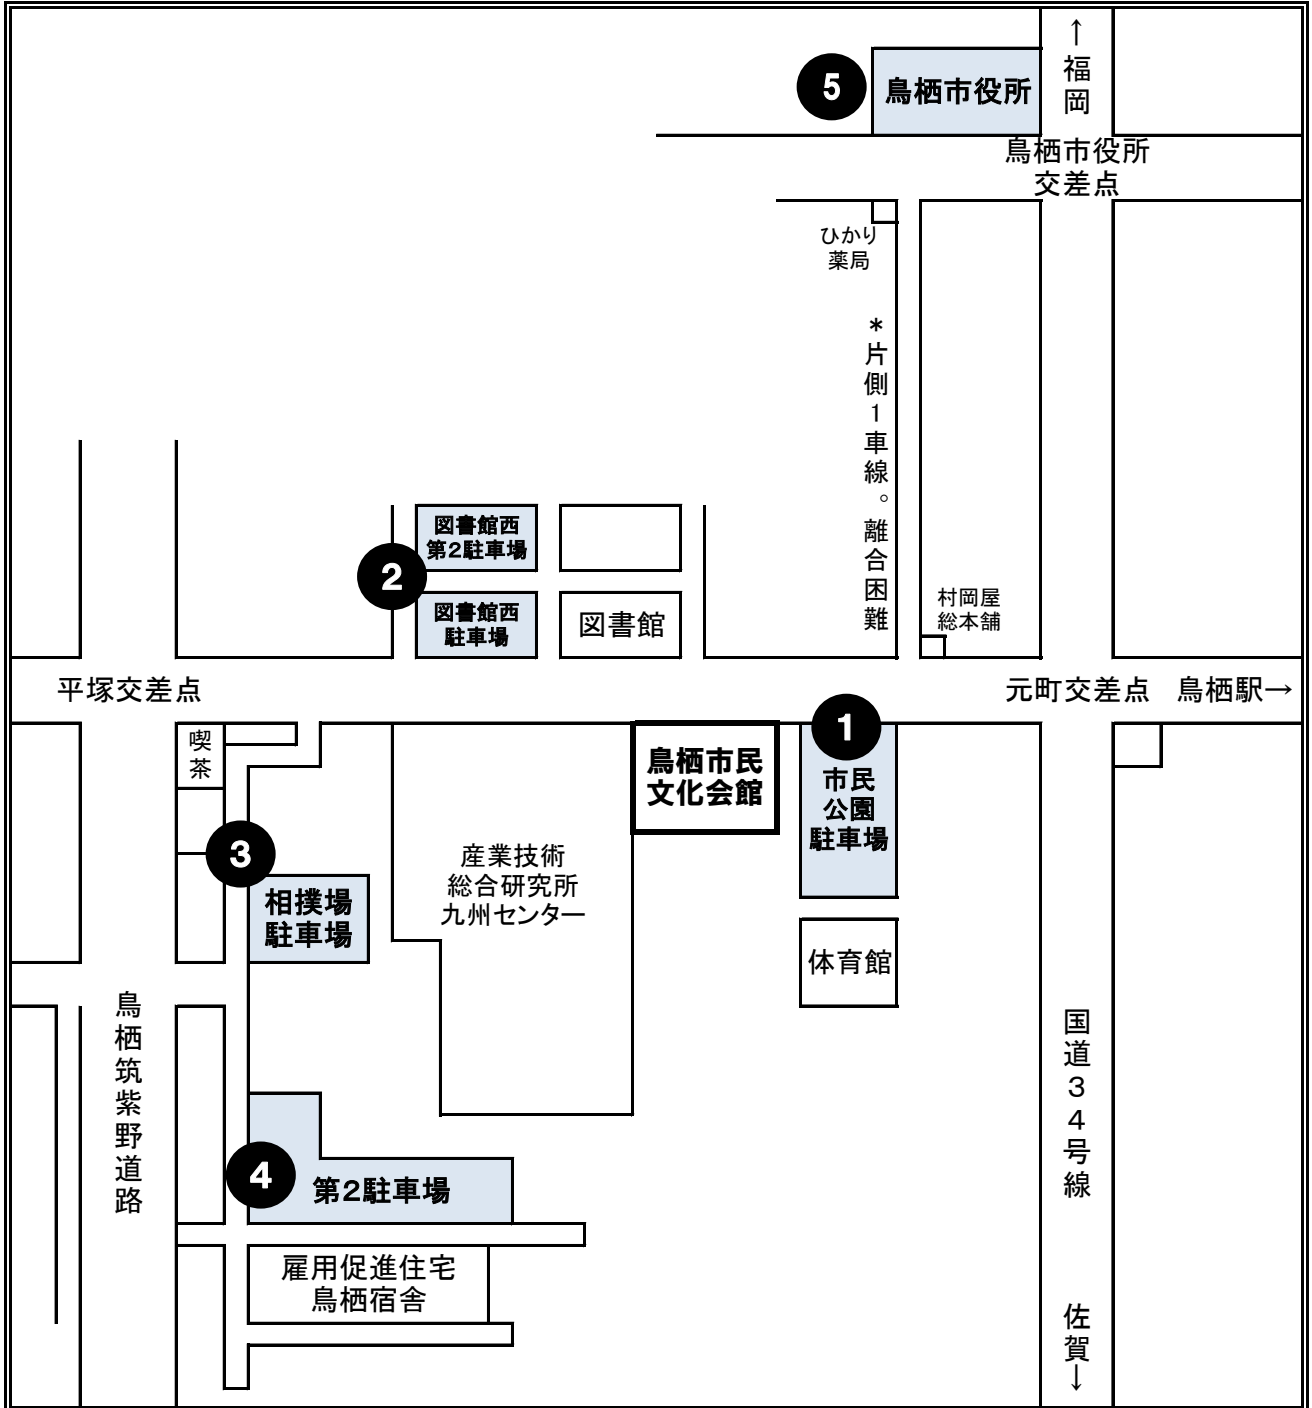 ↑福岡
5
鳥栖市役所
鳥栖市役所
交差点
ひかり
薬局
*片側1車線。離合困難
図書館西
第2駐車場
2
図書館西
駐車場
図書館
村岡屋
総本舗
平塚交差点
元町交差点 鳥栖駅→
1
喫茶
鳥栖市民
文化会館
市民
公園
駐車場
3
産業技術
総合研究所
九州センター
相撲場
駐車場
体育館
鳥栖筑紫野道路
国道34号線
4
第2駐車場
雇用促進住宅
鳥栖宿舎
佐賀↓